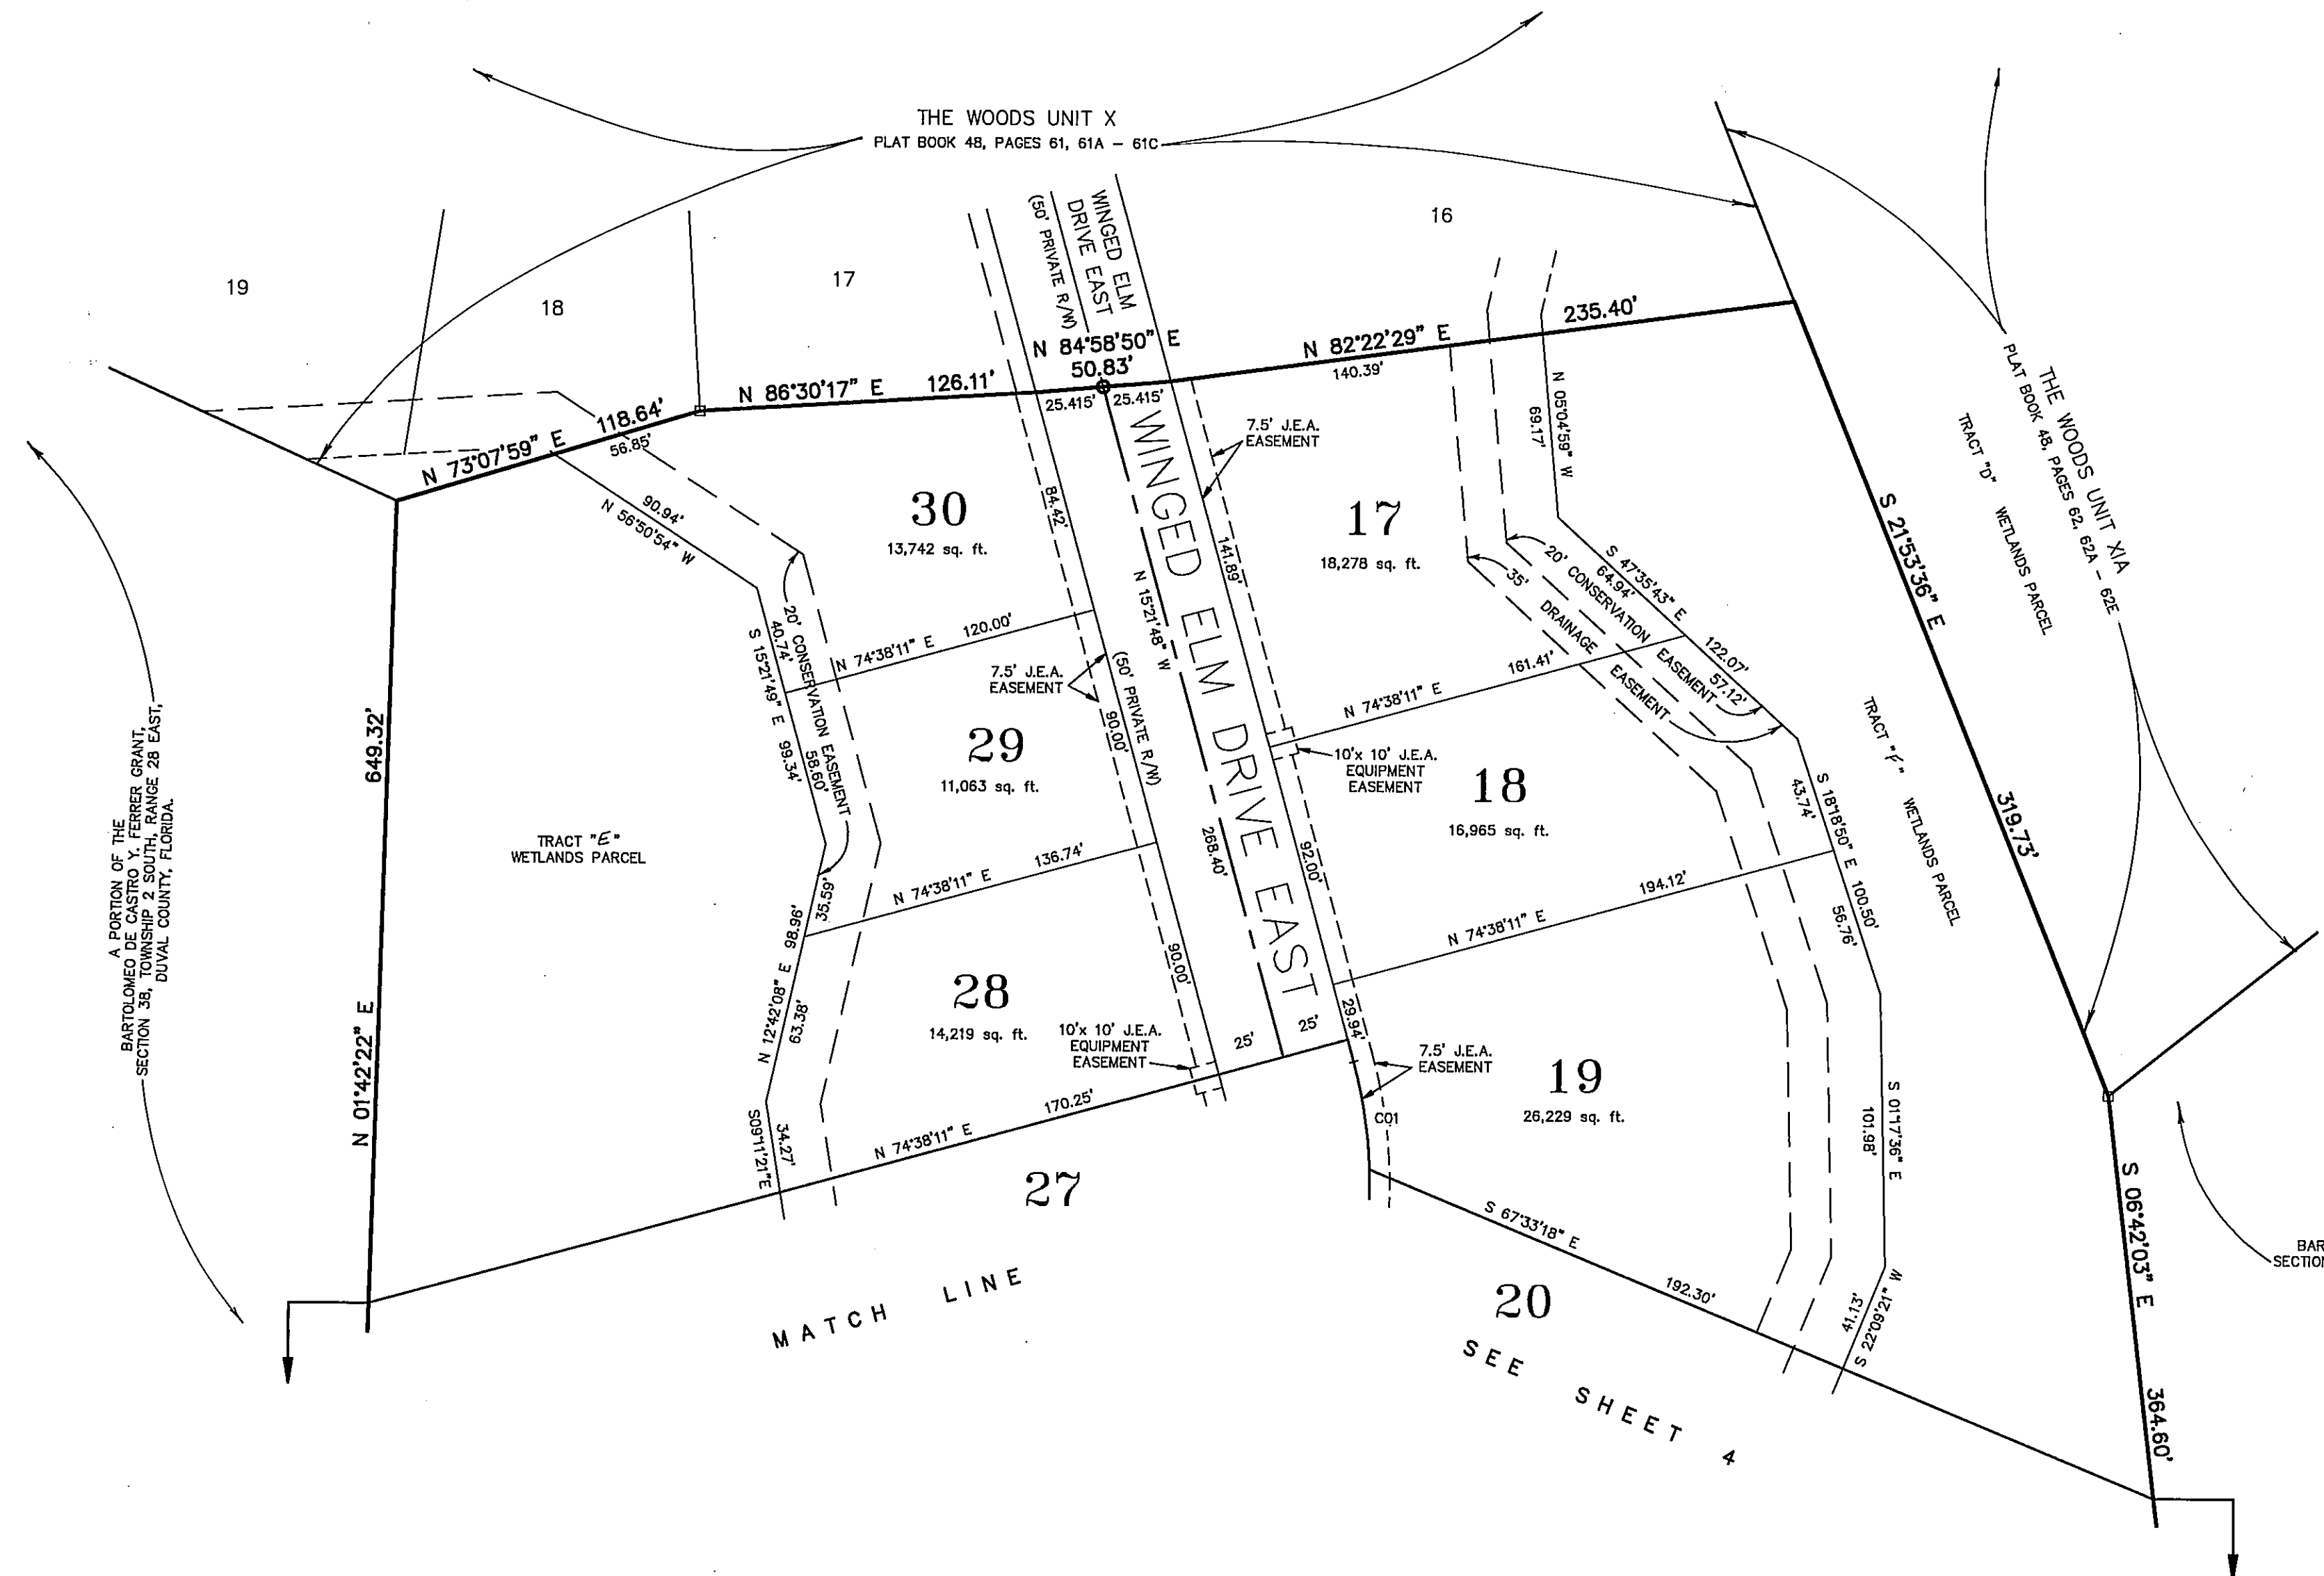 THE WOODS UNIT X
PLAT BOOK 48, PAGES 61, 61A – 61C
19
18
17
16
WINGED ELM
DRIVE EAST
(50' PRIVATE R/W)
N 84°58'50" E
50.83'
25.415'
25.415'
N 82°22'29" E
235.40'
140.39'
N 86°30'17" E
126.11'
N 73°07'59" E
118.64'
56.85'
N 05°04'59" W
69.17'
7.5' J.E.A.
EASEMENT
90.94'
N 56°50'54" W
30
13,742 sq. ft.
84.42'
WINGED ELM DRIVE EAST
N 15°21'48" W
268.40'
141.89'
17
18,278 sq. ft.
S 47°35'43" E
122.07'
64.94'
57.12'
20' CONSERVATION
EASEMENT
35'
DRAINAGE
EASEMENT
S 21°53'36" E
319.73'
THE WOODS UNIT XIA
PLAT BOOK 48, PAGES 62, 62A – 62E
TRACT "D"
WETLANDS PARCEL
649.32'
N 01°42'22" E
A PORTION OF THE
BARTOLOMEO DE CASTRO Y. FERRER GRANT,
SECTION 38, TOWNSHIP 2 SOUTH, RANGE 28 EAST,
DUVAL COUNTY, FLORIDA.
20' CONSERVATION EASEMENT
40.74'
S 15°21'49" E 99.34'
58.60'
N 74°38'11" E
120.00'
7.5' J.E.A.
EASEMENT
(50' PRIVATE R/W)
90.00'
29
11,063 sq. ft.
N 74°38'11" E
161.41'
10'x 10' J.E.A.
EQUIPMENT
EASEMENT
18
16,965 sq. ft.
92.00'
TRACT "F"
WETLANDS PARCEL
43.74'
S 18°18'50" E 100.50'
56.76'
TRACT "E"
WETLANDS PARCEL
N 74°38'11" E
136.74'
35.59'
N 12°42'08" E 98.96'
63.38'
N 74°38'11" E
194.12'
90.00'
28
14,219 sq. ft.
10'x 10' J.E.A.
EQUIPMENT
EASEMENT
25'
25'
29.94'
7.5' J.E.A.
EASEMENT
C01
19
26,229 sq. ft.
S 01°17'36" E
101.98'
S09°11'21"E
34.27'
N 74°38'11" E
170.25'
27
S 67°33'18" E
192.30'
20
41.13'
S 22°09'21" W
S 06°42'03" E
364.60'
BAR
SECTION
MATCH LINE
SEE SHEET 4